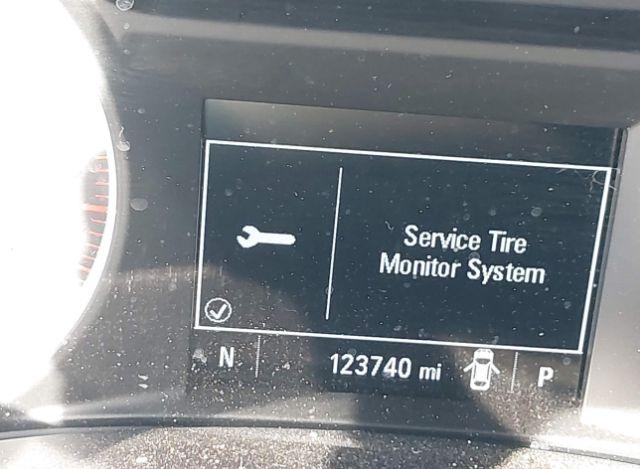 Service Tire
Monitor System
N 123740 mi P